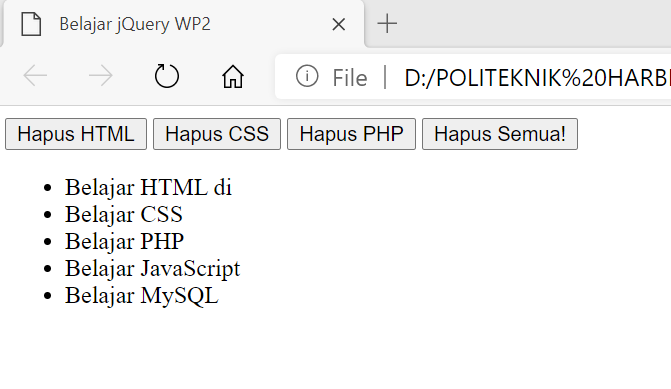 Belajar jQuery WP2
File | D:/POLITEKNIK%20HARBE
Hapus HTML Hapus CSS Hapus PHP Hapus Semua!
• Belajar HTML di
• Belajar CSS
• Belajar PHP
• Belajar JavaScript
• Belajar MySQL